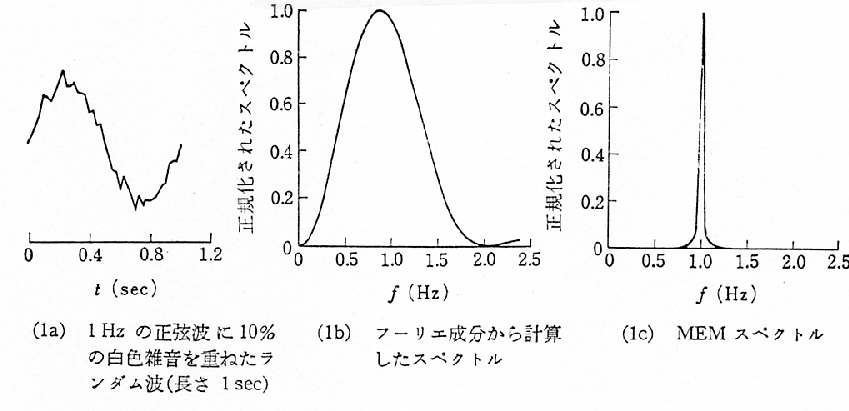 0 0.4 0.8 1.2
t (sec)
(1a) 1Hz の正弦波に10%
の白色雑音を重ねたラ
ンダム波(長さ 1sec)
正規化されたスペクトル
1.0
0.8
0.6
0.4
0.2
0
0 0.5 1.0 1.5 2.0 2.5
f (Hz)
(1b) フーリエ成分から計算
したスペクトル
正規化されたスペクトル
1.0
0.8
0.6
0.4
0.2
0
0 0.5 1.0 1.5 2.0 2.5
f (Hz)
(1c) MEM スペクトル